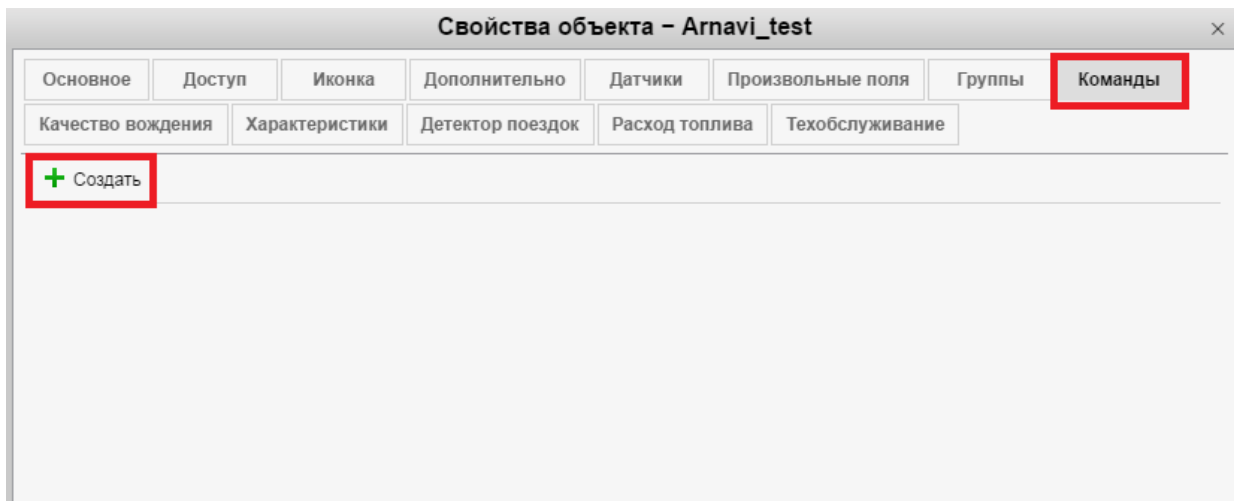 Свойства объекта – Arnavi_test ×
Основное Доступ Иконка Дополнительно Датчики Произвольные поля Группы Команды
Качество вождения Характеристики Детектор поездок Расход топлива Техобслуживание
Создать